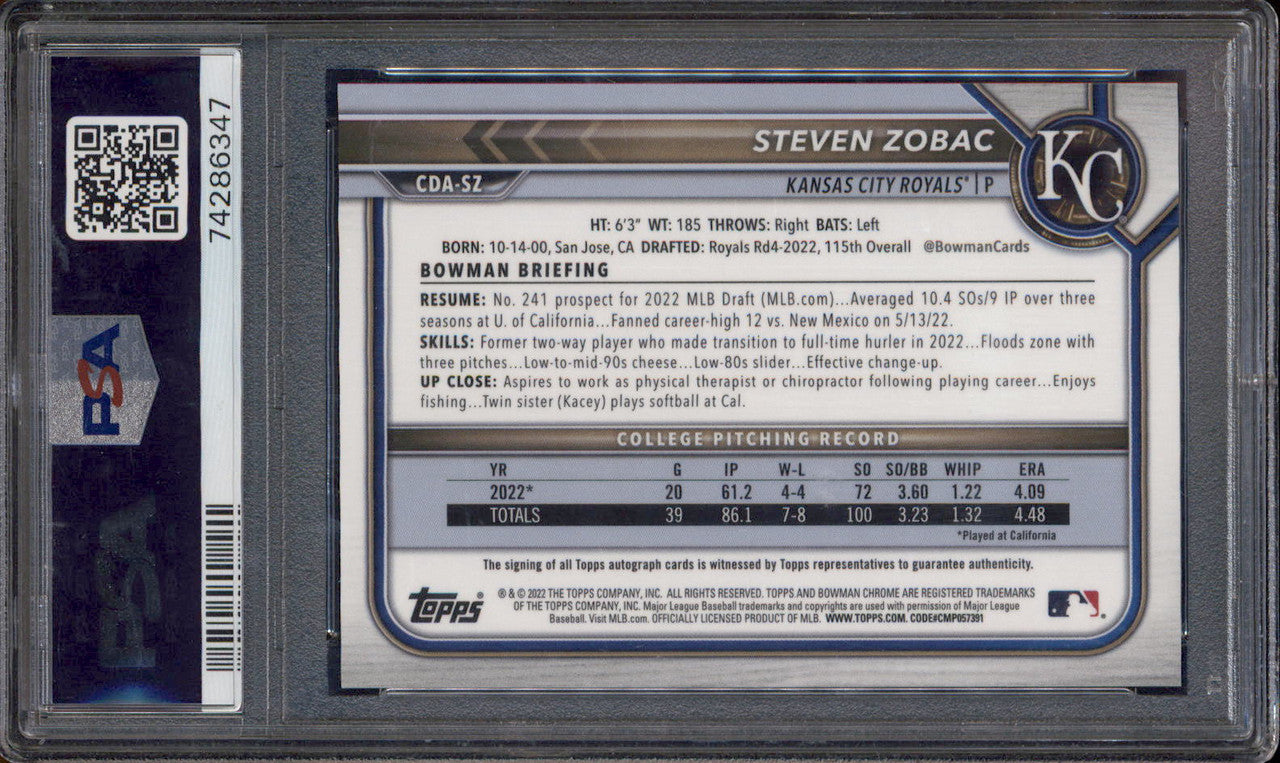 74286347
PSA
PSA
STEVEN ZOBAC
KC
CDA-SZ
KANSAS CITY ROYALS® | P
HT: 6'3" WT: 185 THROWS: Right BATS: Left
BORN: 10-14-00, San Jose, CA DRAFTED: Royals Rd4-2022, 115th Overall @BowmanCards
BOWMAN BRIEFING
RESUME: No. 241 prospect for 2022 MLB Draft (MLB.com)...Averaged 10.4 SOs/9 IP over three
seasons at U. of California...Fanned career-high 12 vs. New Mexico on 5/13/22.
SKILLS: Former two-way player who made transition to full-time hurler in 2022...Floods zone with
three pitches...Low-to-mid-90s cheese...Low-80s slider...Effective change-up.
UP CLOSE: Aspires to work as physical therapist or chiropractor following playing career...Enjoys
fishing...Twin sister (Kacey) plays softball at Cal.
COLLEGE PITCHING RECORD
YR G IP W-L SO SO/BB WHIP ERA
2022* 20 61.2 4-4 72 3.60 1.22 4.09
TOTALS 39 86.1 7-8 100 3.23 1.32 4.48
*Played at California
The signing of all Topps autograph cards is witnessed by Topps representatives to guarantee authenticity.
topps®
® & © 2022 THE TOPPS COMPANY, INC. ALL RIGHTS RESERVED. TOPPS AND BOWMAN CHROME ARE REGISTERED TRADEMARKS
OF THE TOPPS COMPANY, INC. Major League Baseball trademarks and copyrights are used with permission of Major League
Baseball. Visit MLB.com. OFFICIALLY LICENSED PRODUCT OF MLB. WWW.TOPPS.COM. CODE#CMP057391